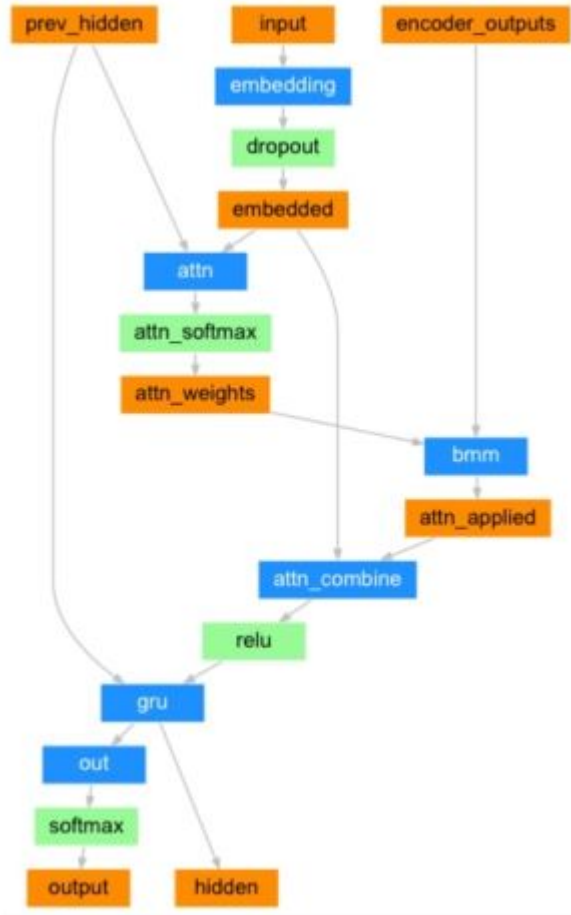 prev_hidden
input
encoder_outputs
embedding
dropout
embedded
attn
attn_softmax
attn_weights
bmm
attn_applied
attn_combine
relu
gru
out
softmax
output
hidden